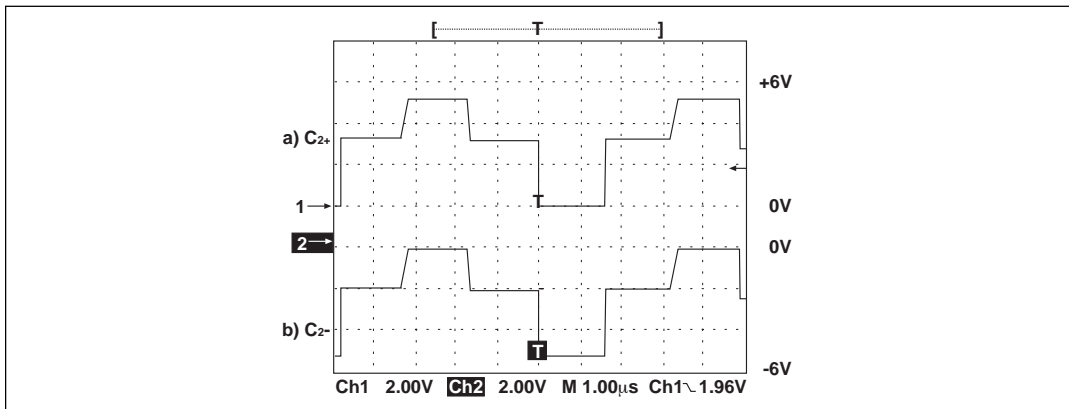 [ T ]
+6V
a) C2+
T
1→ 0V
2→ 0V
b) C2-
T
-6V
Ch1 2.00V Ch2 2.00V M 1.00µs Ch1 1.96V